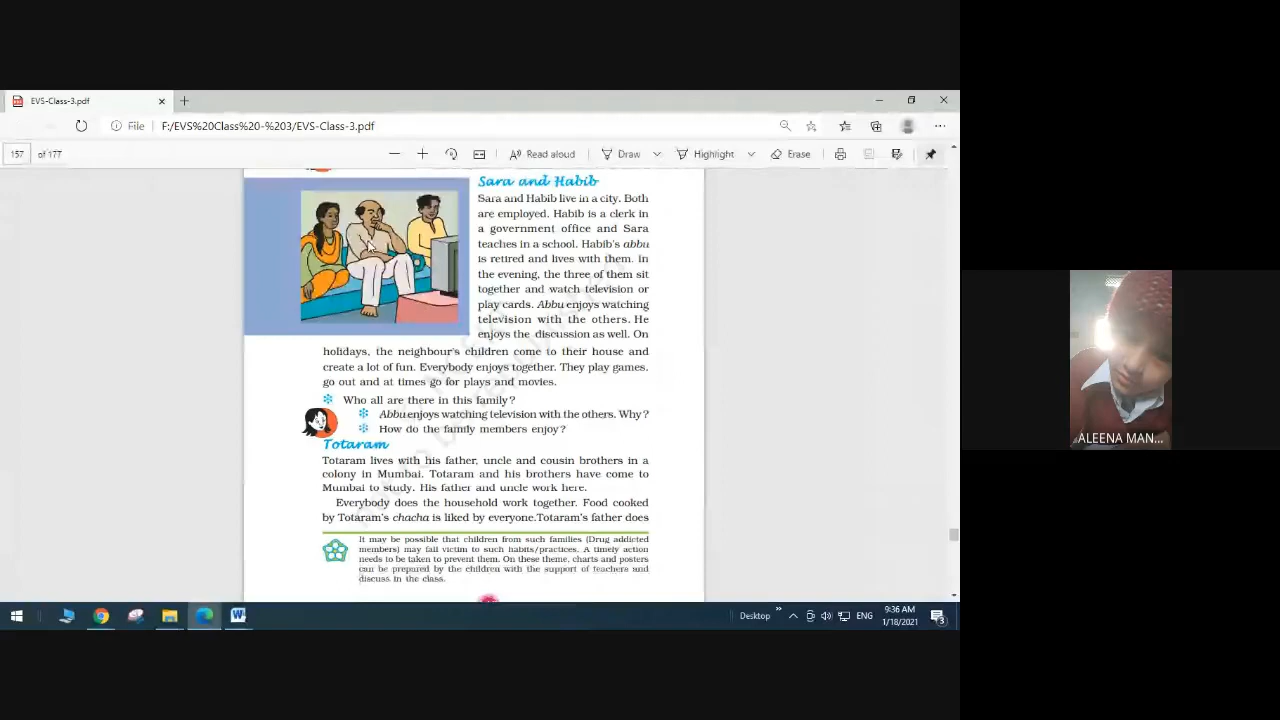 EVS-Class-3.pdf
File F:/EVS%20Class%20-%203/EVS-Class-3.pdf
157 of 177 Read aloud Draw Highlight Erase
Sara and Habib
Sara and Habib live in a city. Both
are employed. Habib is a clerk in
a government office and Sara
teaches in a school. Habib's abbu
is retired and lives with them. In
the evening, the three of them sit
together and watch television or
play cards. Abbu enjoys watching
television with the others. He
enjoys the discussion as well. On
holidays, the neighbour's children come to their house and
create a lot of fun. Everybody enjoys together. They play games,
go out and at times go for plays and movies.
Who all are there in this family?
Abbu enjoys watching television with the others. Why?
How do the family members enjoy?
Totaram
Totaram lives with his father, uncle and cousin brothers in a
colony in Mumbai. Totaram and his brothers have come to
Mumbai to study. His father and uncle work here.
Everybody does the household work together. Food cooked
by Totaram's chacha is liked by everyone.Totaram's father does
It may be possible that children from such families (Drug addicted
members) may fall victim to such habits/practices. A timely action
needs to be taken to prevent them. On these theme, charts and posters
can be prepared by the children with the support of teachers and
discuss in the class.
ALEENA MAN...
Desktop ENG 9:36 AM
1/18/2021
3